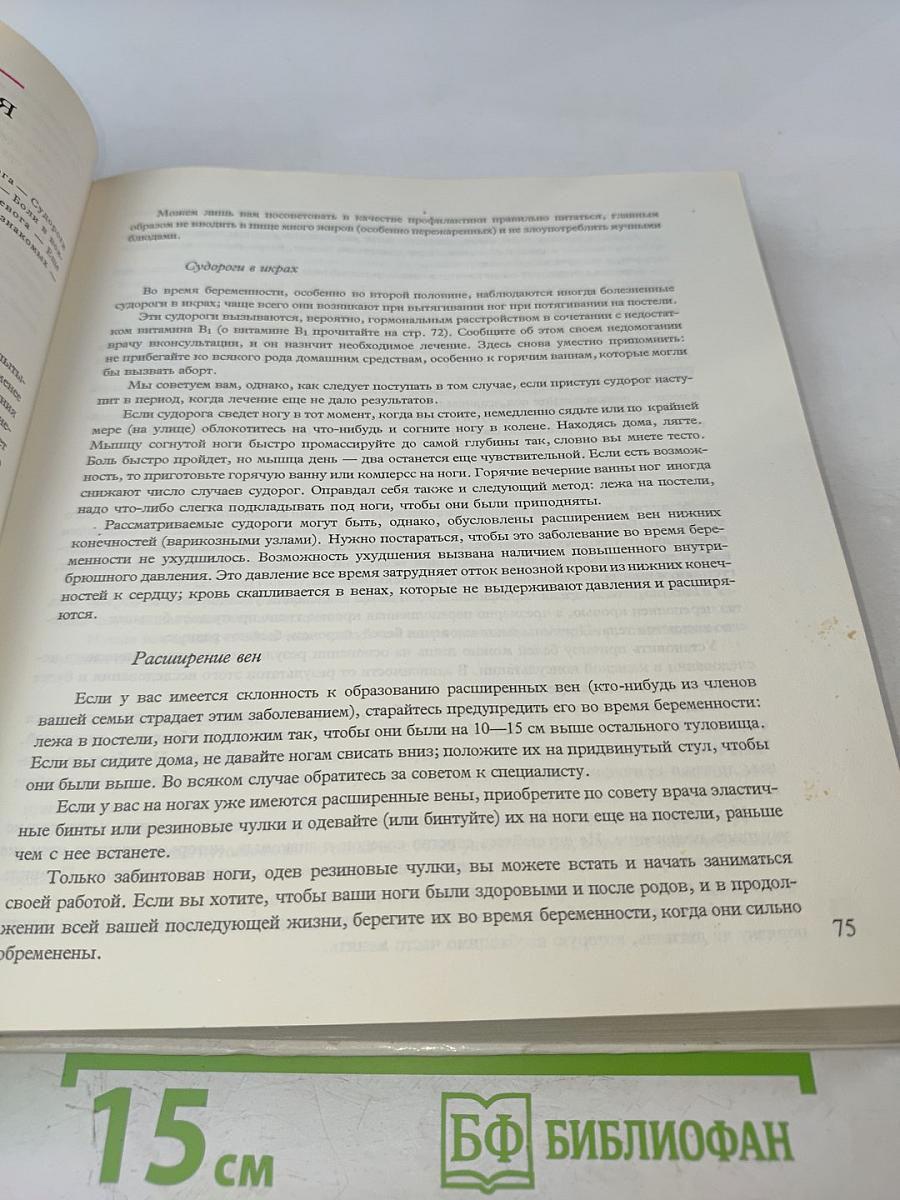 Я
га — Судороги
— Боли в
евога — Еще
знакомых —
Можем лишь вам посоветовать в качестве профилактики правильно питаться, главным
образом не вводить в пище много жиров (особенно пережаренных) и не злоупотреблять мучными
блюдами.
Судороги в икрах
Во время беременности, особенно во второй половине, наблюдаются иногда болезненные
судороги в икрах; чаще всего они возникают при вытягивании ног при потягивании на постели.
Эти судороги вызываются, вероятно, гормональным расстройством в сочетании с недостат-
ком витамина B₁ (о витамине B₁ прочитайте на стр. 72). Сообщите об этом своем недомогании
врачу вконсультации, и он назнчит необходимое лечение. Здесь снова уместно припомнить:
не прибегайте ко всякого рода домашним средствам, особенно к горячим ваннам, которые могли
бы вызвать аборт.
Мы советуем вам, однако, как следует поступать в том случае, если приступ судорог насту-
пит в период, когда лечение еще не дало результатов.
Если судорога сведет ногу в тот момент, когда вы стоите, немедленно сядьте или по крайней
мере (на улице) облокотитесь на что-нибудь и согните ногу в колене. Находясь дома, лягте.
Мышцу согнутой ноги быстро промассируйте до самой глубины так, словно вы мнете тесто.
Боль быстро пройдет, но мышца день — два останется еще чувствительной. Если есть возмож-
ность, то приготовьте горячую ванну или комперсс на ноги. Горячие вечерние ванны ног иногда
снижают число случаев судорог. Оправдал себя также и следующий метод: лежа на постели,
надо что-либо слегка подкладывать под ноги, чтобы они были приподняты.
Рассматриваемые судороги могут быть, однако, обусловлены расширением вен нижних
конечностей (варикозными узлами). Нужно постараться, чтобы это заболевание во время бере-
менности не ухудшилось. Возможность ухудшения вызвана наличием повышенного внутри-
брюшного давления. Это давление все время затрудняет отток венозной крови из нижних конеч-
ностей к сердцу; кровь скапливается в венах, которые не выдерживают давления и расширя-
ются.
Расширение вен
Если у вас имеется склонность к образованию расширенных вен (кто-нибудь из членов
вашей семьи страдает этим заболеванием), старайтесь предупредить его во время беременности:
лежа в постели, ноги подложим так, чтобы они были на 10—15 см выше остального туловища.
Если вы сидите дома, не давайте ногам свисать вниз; положите их на придвинутый стул, чтобы
они были выше. Во всяком случае обратитесь за советом к специалисту.
Если у вас на ногах уже имеются расширенные вены, приобретите по совету врача эластич-
ные бинты или резиновые чулки и одевайте (или бинтуйте) их на ноги еще на постели, раньше
чем с нее встанете.
Только забинтовав ноги, одев резиновые чулки, вы можете встать и начать заниматься
своей работой. Если вы хотите, чтобы ваши ноги были здоровыми и после родов, и в продол-
жении всей вашей последующей жизни, берегите их во время беременности, когда они сильно
обременены.
75
15 см
БФ БИБЛИОФАН